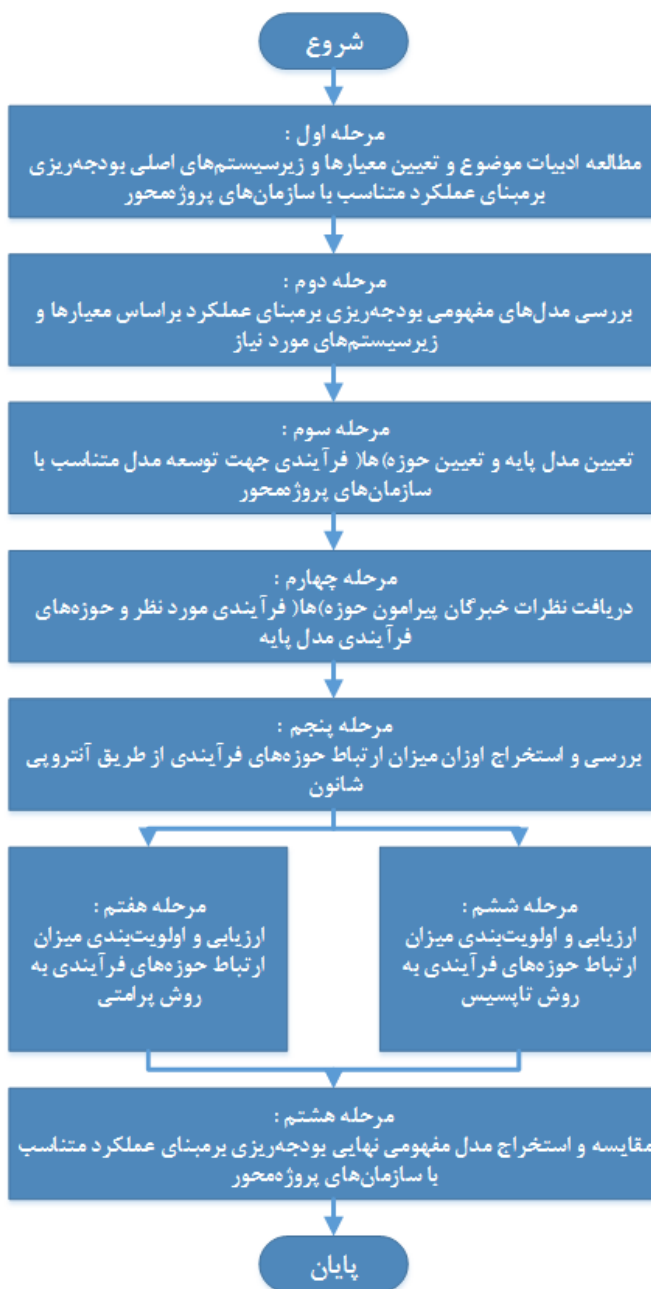 شروع
مرحله اول :
مطالعه ادبیات موضوع و تعیین معیارها و زیرسیستم‌های اصلی بودجه‌ریزی
برمبنای عملکرد متناسب با سازمان‌های پروژه‌محور
مرحله دوم :
بررسی مدل‌های مفهومی بودجه‌ریزی برمبنای عملکرد براساس معیارها و
زیرسیستم‌های مورد نیاز
مرحله سوم :
تعیین مدل پایه و تعیین حوزه)ها( فرآیندی جهت توسعه مدل متناسب با
سازمان‌های پروژه‌محور
مرحله چهارم :
دریافت نظرات خبرگان پیرامون حوزه)ها( فرآیندی مورد نظر و حوزه‌های
فرآیندی مدل پایه
مرحله پنجم :
بررسی و استخراج اوزان میزان ارتباط حوزه‌های فرآیندی از طریق آنتروپی
شانون
مرحله ششم :
ارزیابی و اولویت‌بندی میزان
ارتباط حوزه‌های فرآیندی به
روش تاپسیس
مرحله هفتم :
ارزیابی و اولویت‌بندی میزان
ارتباط حوزه‌های فرآیندی به
روش پرامتی
مرحله هشتم :
مقایسه و استخراج مدل مفهومی نهایی بودجه‌ریزی برمبنای عملکرد متناسب
با سازمان‌های پروژه‌محور
پایان